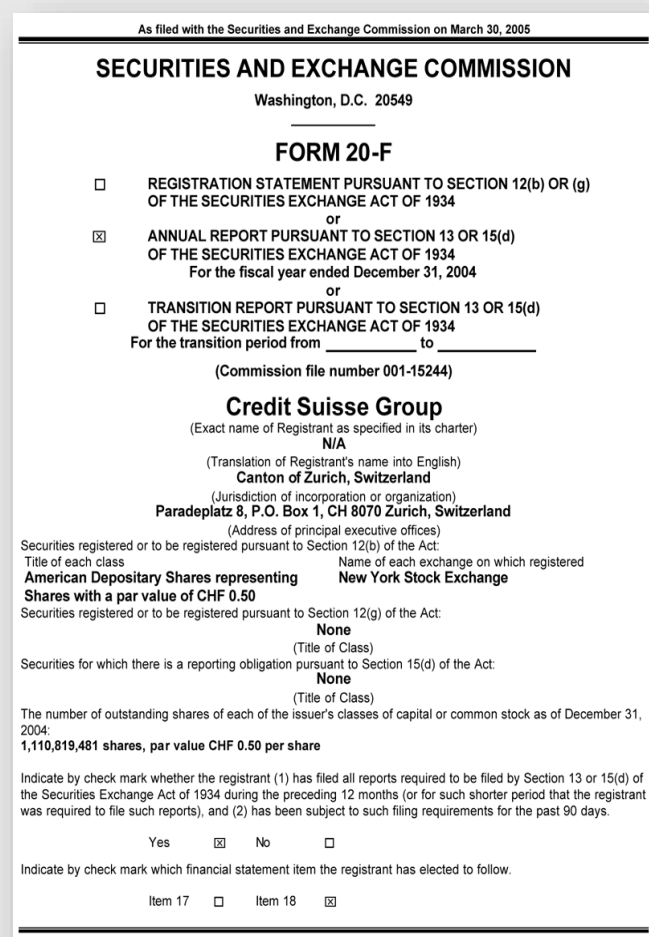 As filed with the Securities and Exchange Commission on March 30, 2005
SECURITIES AND EXCHANGE COMMISSION
Washington, D.C. 20549
FORM 20-F
☐ REGISTRATION STATEMENT PURSUANT TO SECTION 12(b) OR (g)
OF THE SECURITIES EXCHANGE ACT OF 1934
or
☒ ANNUAL REPORT PURSUANT TO SECTION 13 OR 15(d)
OF THE SECURITIES EXCHANGE ACT OF 1934
For the fiscal year ended December 31, 2004
or
☐ TRANSITION REPORT PURSUANT TO SECTION 13 OR 15(d)
OF THE SECURITIES EXCHANGE ACT OF 1934
For the transition period from ____________ to ____________
(Commission file number 001-15244)
Credit Suisse Group
(Exact name of Registrant as specified in its charter)
N/A
(Translation of Registrant's name into English)
Canton of Zurich, Switzerland
(Jurisdiction of incorporation or organization)
Paradeplatz 8, P.O. Box 1, CH 8070 Zurich, Switzerland
(Address of principal executive offices)
Securities registered or to be registered pursuant to Section 12(b) of the Act:
Title of each class Name of each exchange on which registered
American Depositary Shares representing New York Stock Exchange
Shares with a par value of CHF 0.50
Securities registered or to be registered pursuant to Section 12(g) of the Act:
None
(Title of Class)
Securities for which there is a reporting obligation pursuant to Section 15(d) of the Act:
None
(Title of Class)
The number of outstanding shares of each of the issuer's classes of capital or common stock as of December 31,
2004:
1,110,819,481 shares, par value CHF 0.50 per share
Indicate by check mark whether the registrant (1) has filed all reports required to be filed by Section 13 or 15(d) of
the Securities Exchange Act of 1934 during the preceding 12 months (or for such shorter period that the registrant
was required to file such reports), and (2) has been subject to such filing requirements for the past 90 days.
Yes ☒ No ☐
Indicate by check mark which financial statement item the registrant has elected to follow.
Item 17 ☐ Item 18 ☒